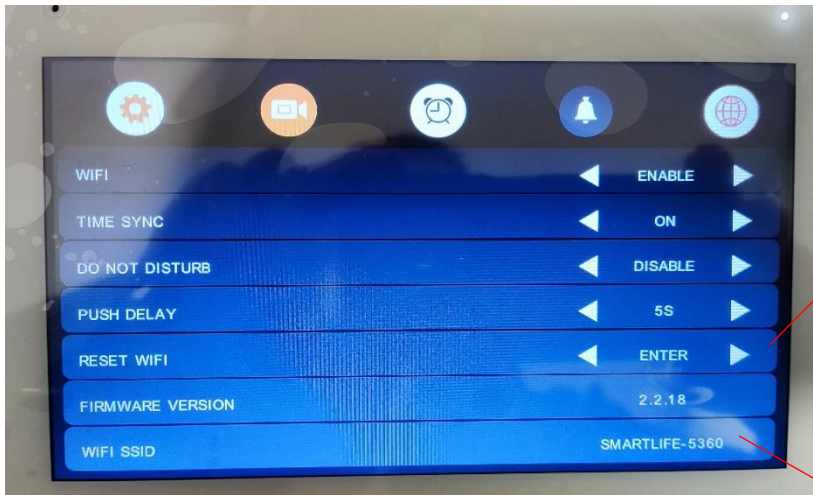 WIFI ENABLE
TIME SYNC ON
DO NOT DISTURB DISABLE
PUSH DELAY 5S
RESET WIFI ENTER
FIRMWARE VERSION 2.2.18
WIFI SSID SMARTLIFE-5360